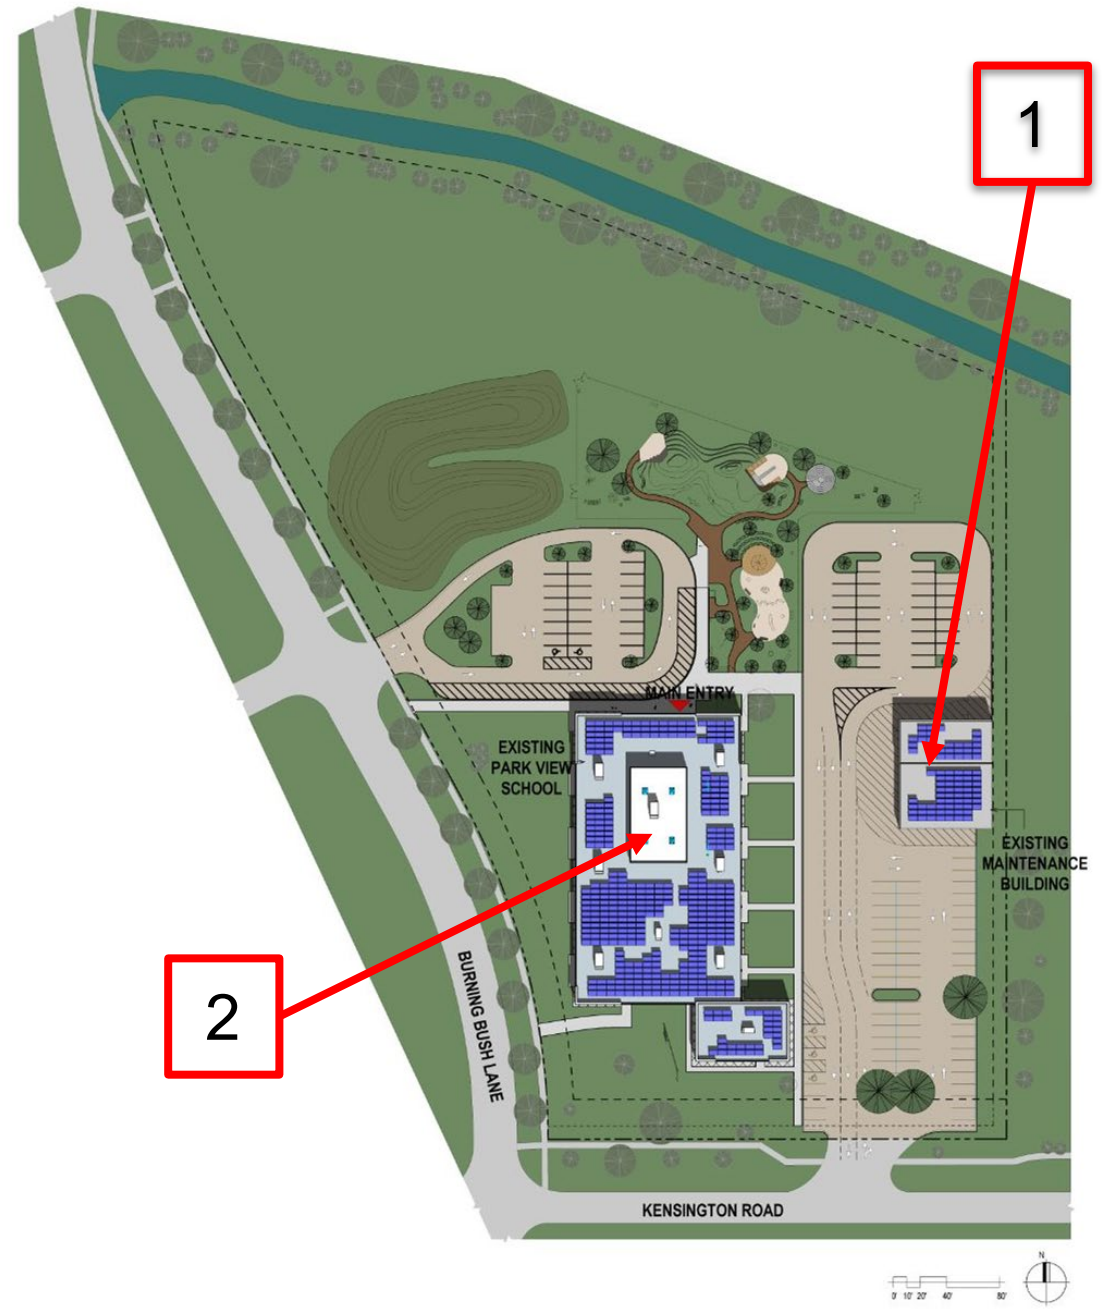 1
MAIN ENTRY
EXISTING
PARK VIEW
SCHOOL
EXISTING
MAINTENANCE
BUILDING
2
BURNING BUSH LANE
KENSINGTON ROAD
N
0' 10' 20' 40' 80'